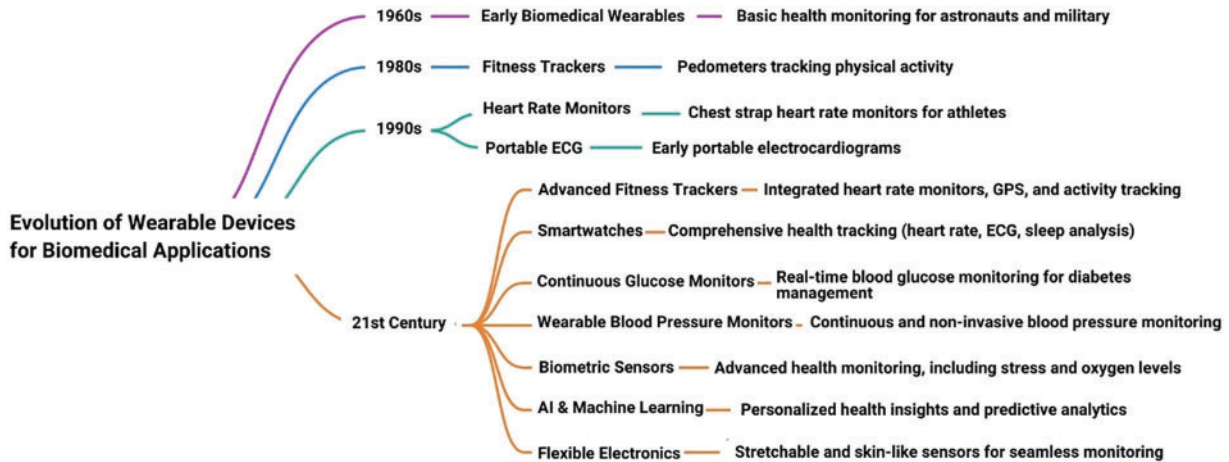 Evolution of Wearable Devices
for Biomedical Applications
1960s
Early Biomedical Wearables
Basic health monitoring for astronauts and military
1980s
Fitness Trackers
Pedometers tracking physical activity
1990s
Heart Rate Monitors
Chest strap heart rate monitors for athletes
Portable ECG
Early portable electrocardiograms
21st Century
Advanced Fitness Trackers
Integrated heart rate monitors, GPS, and activity tracking
Smartwatches
Comprehensive health tracking (heart rate, ECG, sleep analysis)
Continuous Glucose Monitors
Real-time blood glucose monitoring for diabetes
management
Wearable Blood Pressure Monitors
Continuous and non-invasive blood pressure monitoring
Biometric Sensors
Advanced health monitoring, including stress and oxygen levels
AI & Machine Learning
Personalized health insights and predictive analytics
Flexible Electronics
Stretchable and skin-like sensors for seamless monitoring